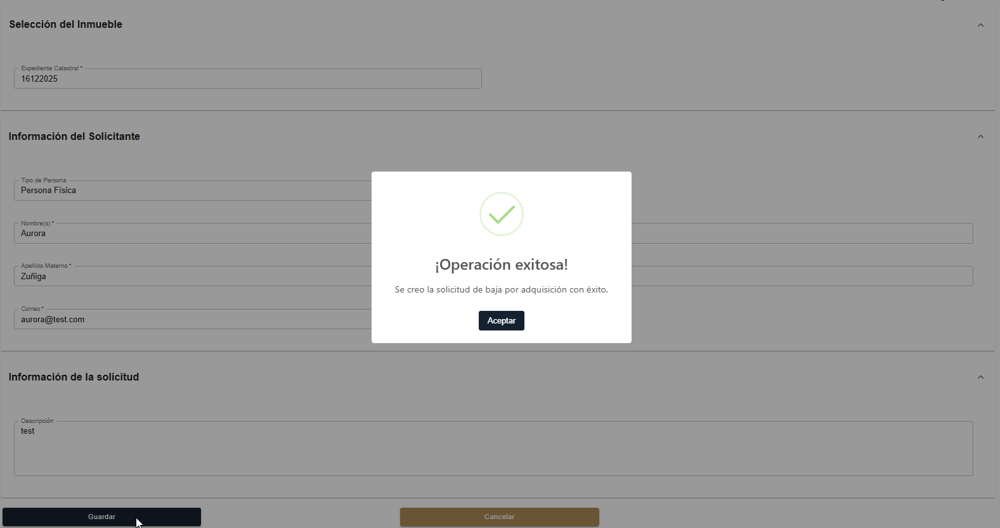 Selección del Inmueble
Expediente Catastral *
16122025
Información del Solicitante
Tipo de Persona
Persona Física
Nombre(s) *
Aurora
Apellido Materno *
Zuñiga
Correo *
aurora@test.com
¡Operación exitosa!
Se creo la solicitud de baja por adquisición con éxito.
Aceptar
Información de la solicitud
Descripción
test
Guardar
Cancelar